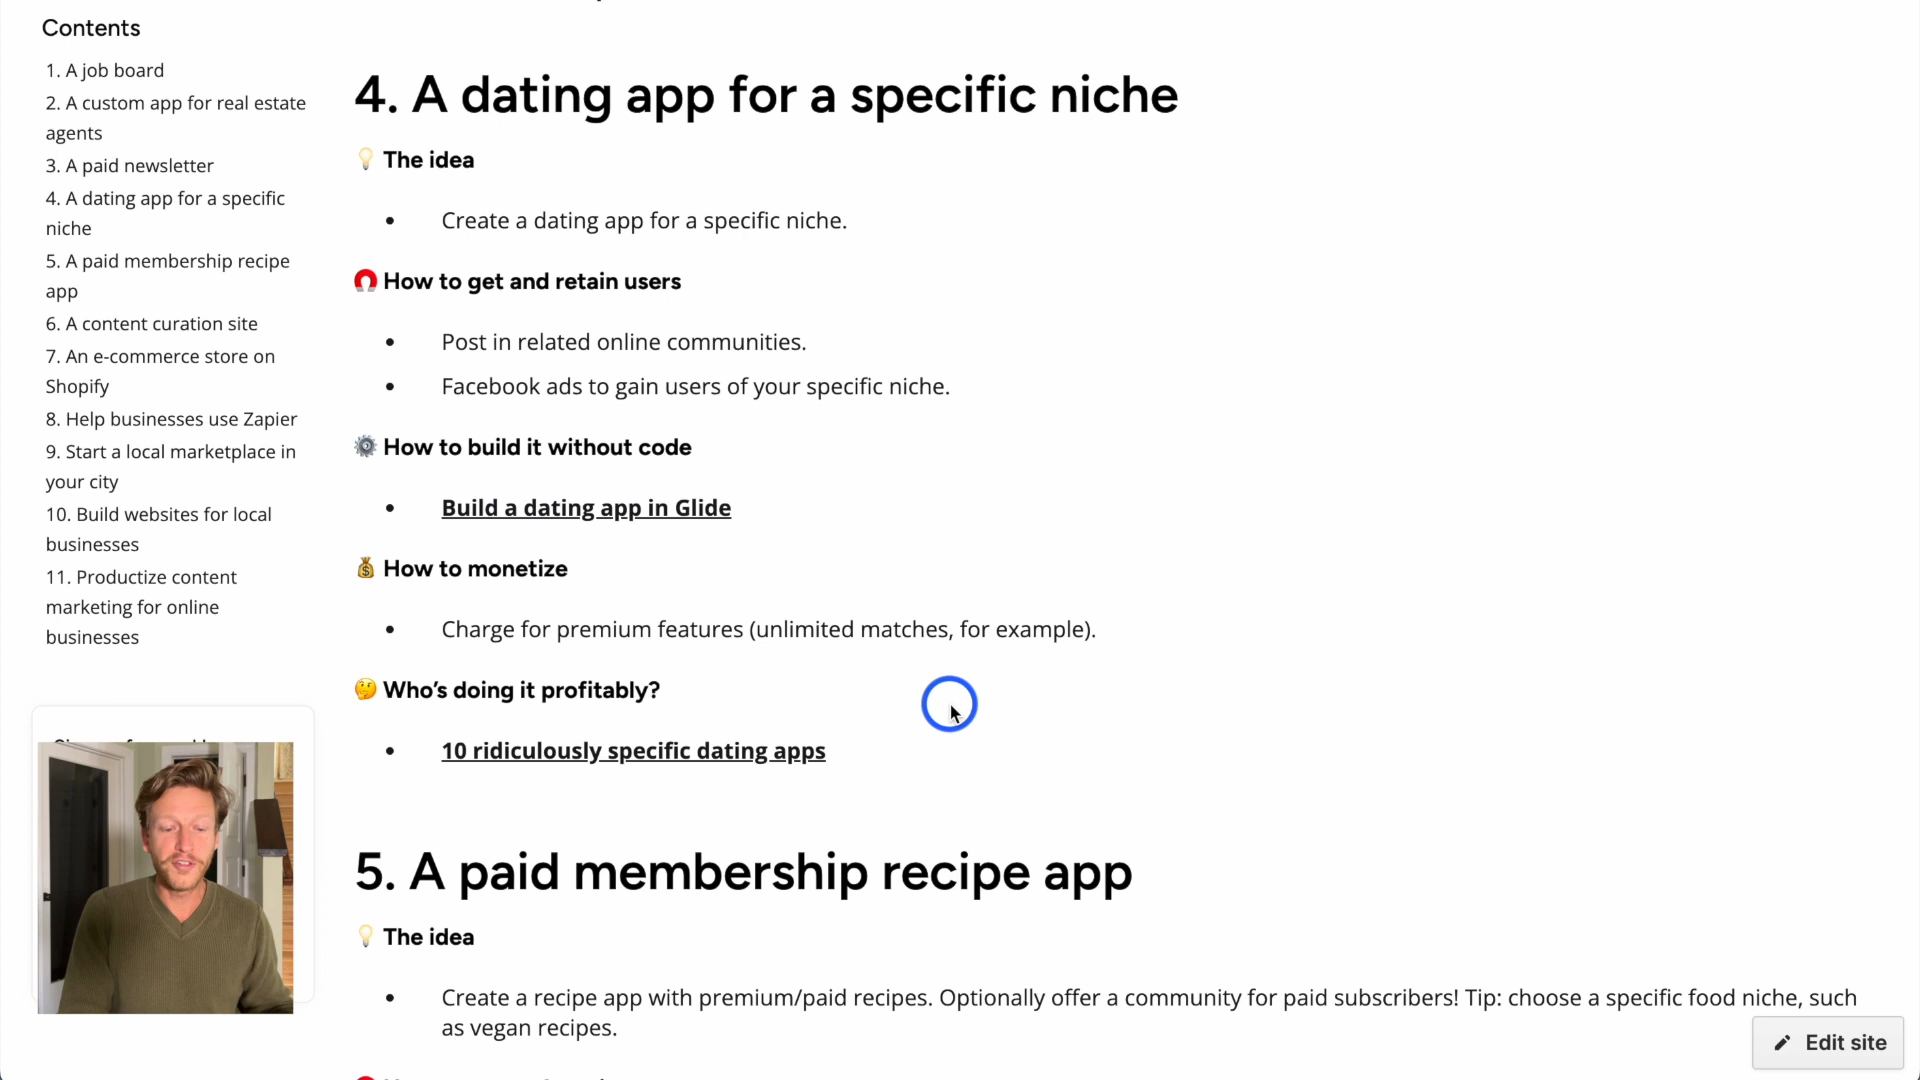 Contents
1. A job board
2. A custom app for real estate
agents
3. A paid newsletter
4. A dating app for a specific
niche
5. A paid membership recipe
app
6. A content curation site
7. An e-commerce store on
Shopify
8. Help businesses use Zapier
9. Start a local marketplace in
your city
10. Build websites for local
businesses
11. Productize content
marketing for online
businesses
4. A dating app for a specific niche
💡 The idea
• Create a dating app for a specific niche.
🧲 How to get and retain users
• Post in related online communities.
• Facebook ads to gain users of your specific niche.
⚙️ How to build it without code
• Build a dating app in Glide
💰 How to monetize
• Charge for premium features (unlimited matches, for example).
🤔 Who’s doing it profitably?
• 10 ridiculously specific dating apps
5. A paid membership recipe app
💡 The idea
• Create a recipe app with premium/paid recipes. Optionally offer a community for paid subscribers! Tip: choose a specific food niche, such
as vegan recipes.
Edit site